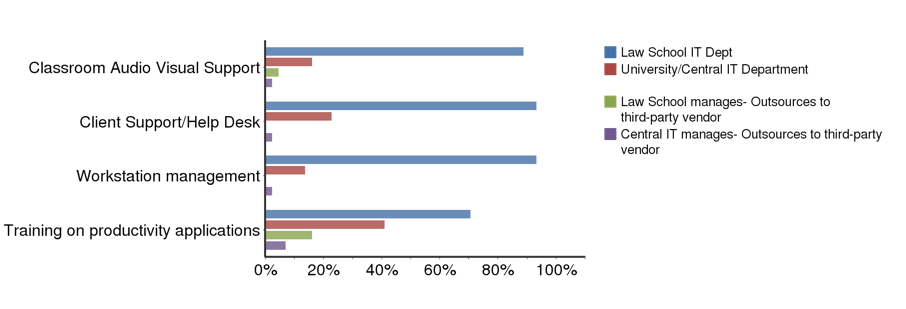 Classroom Audio Visual Support
Client Support/Help Desk
Workstation management
Training on productivity applications
0% 20% 40% 60% 80% 100%
Law School IT Dept
University/Central IT Department
Law School manages- Outsources to
third-party vendor
Central IT manages- Outsources to third-party
vendor